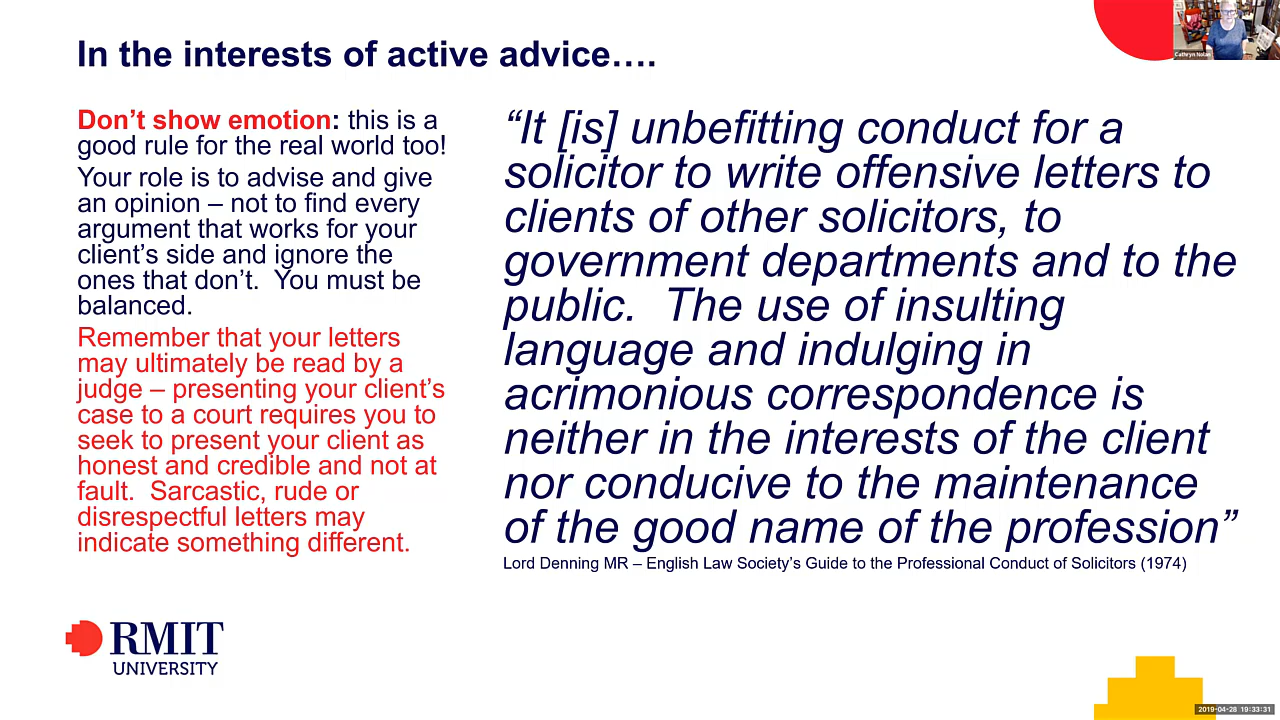 In the interests of active advice….
Cathryn Nolan
Don’t show emotion: this is a
good rule for the real world too!
Your role is to advise and give
an opinion – not to find every
argument that works for your
client’s side and ignore the
ones that don’t.  You must be
balanced.
Remember that your letters
may ultimately be read by a
judge – presenting your client’s
case to a court requires you to
seek to present your client as
honest and credible and not at
fault.  Sarcastic, rude or
disrespectful letters may
indicate something different.
“It [is] unbefitting conduct for a
solicitor to write offensive letters to
clients of other solicitors, to
government departments and to the
public.  The use of insulting
language and indulging in
acrimonious correspondence is
neither in the interests of the client
nor conducive to the maintenance
of the good name of the profession”
Lord Denning MR – English Law Society’s Guide to the Professional Conduct of Solicitors (1974)
RMIT
UNIVERSITY
2019-04-28 19:33:31